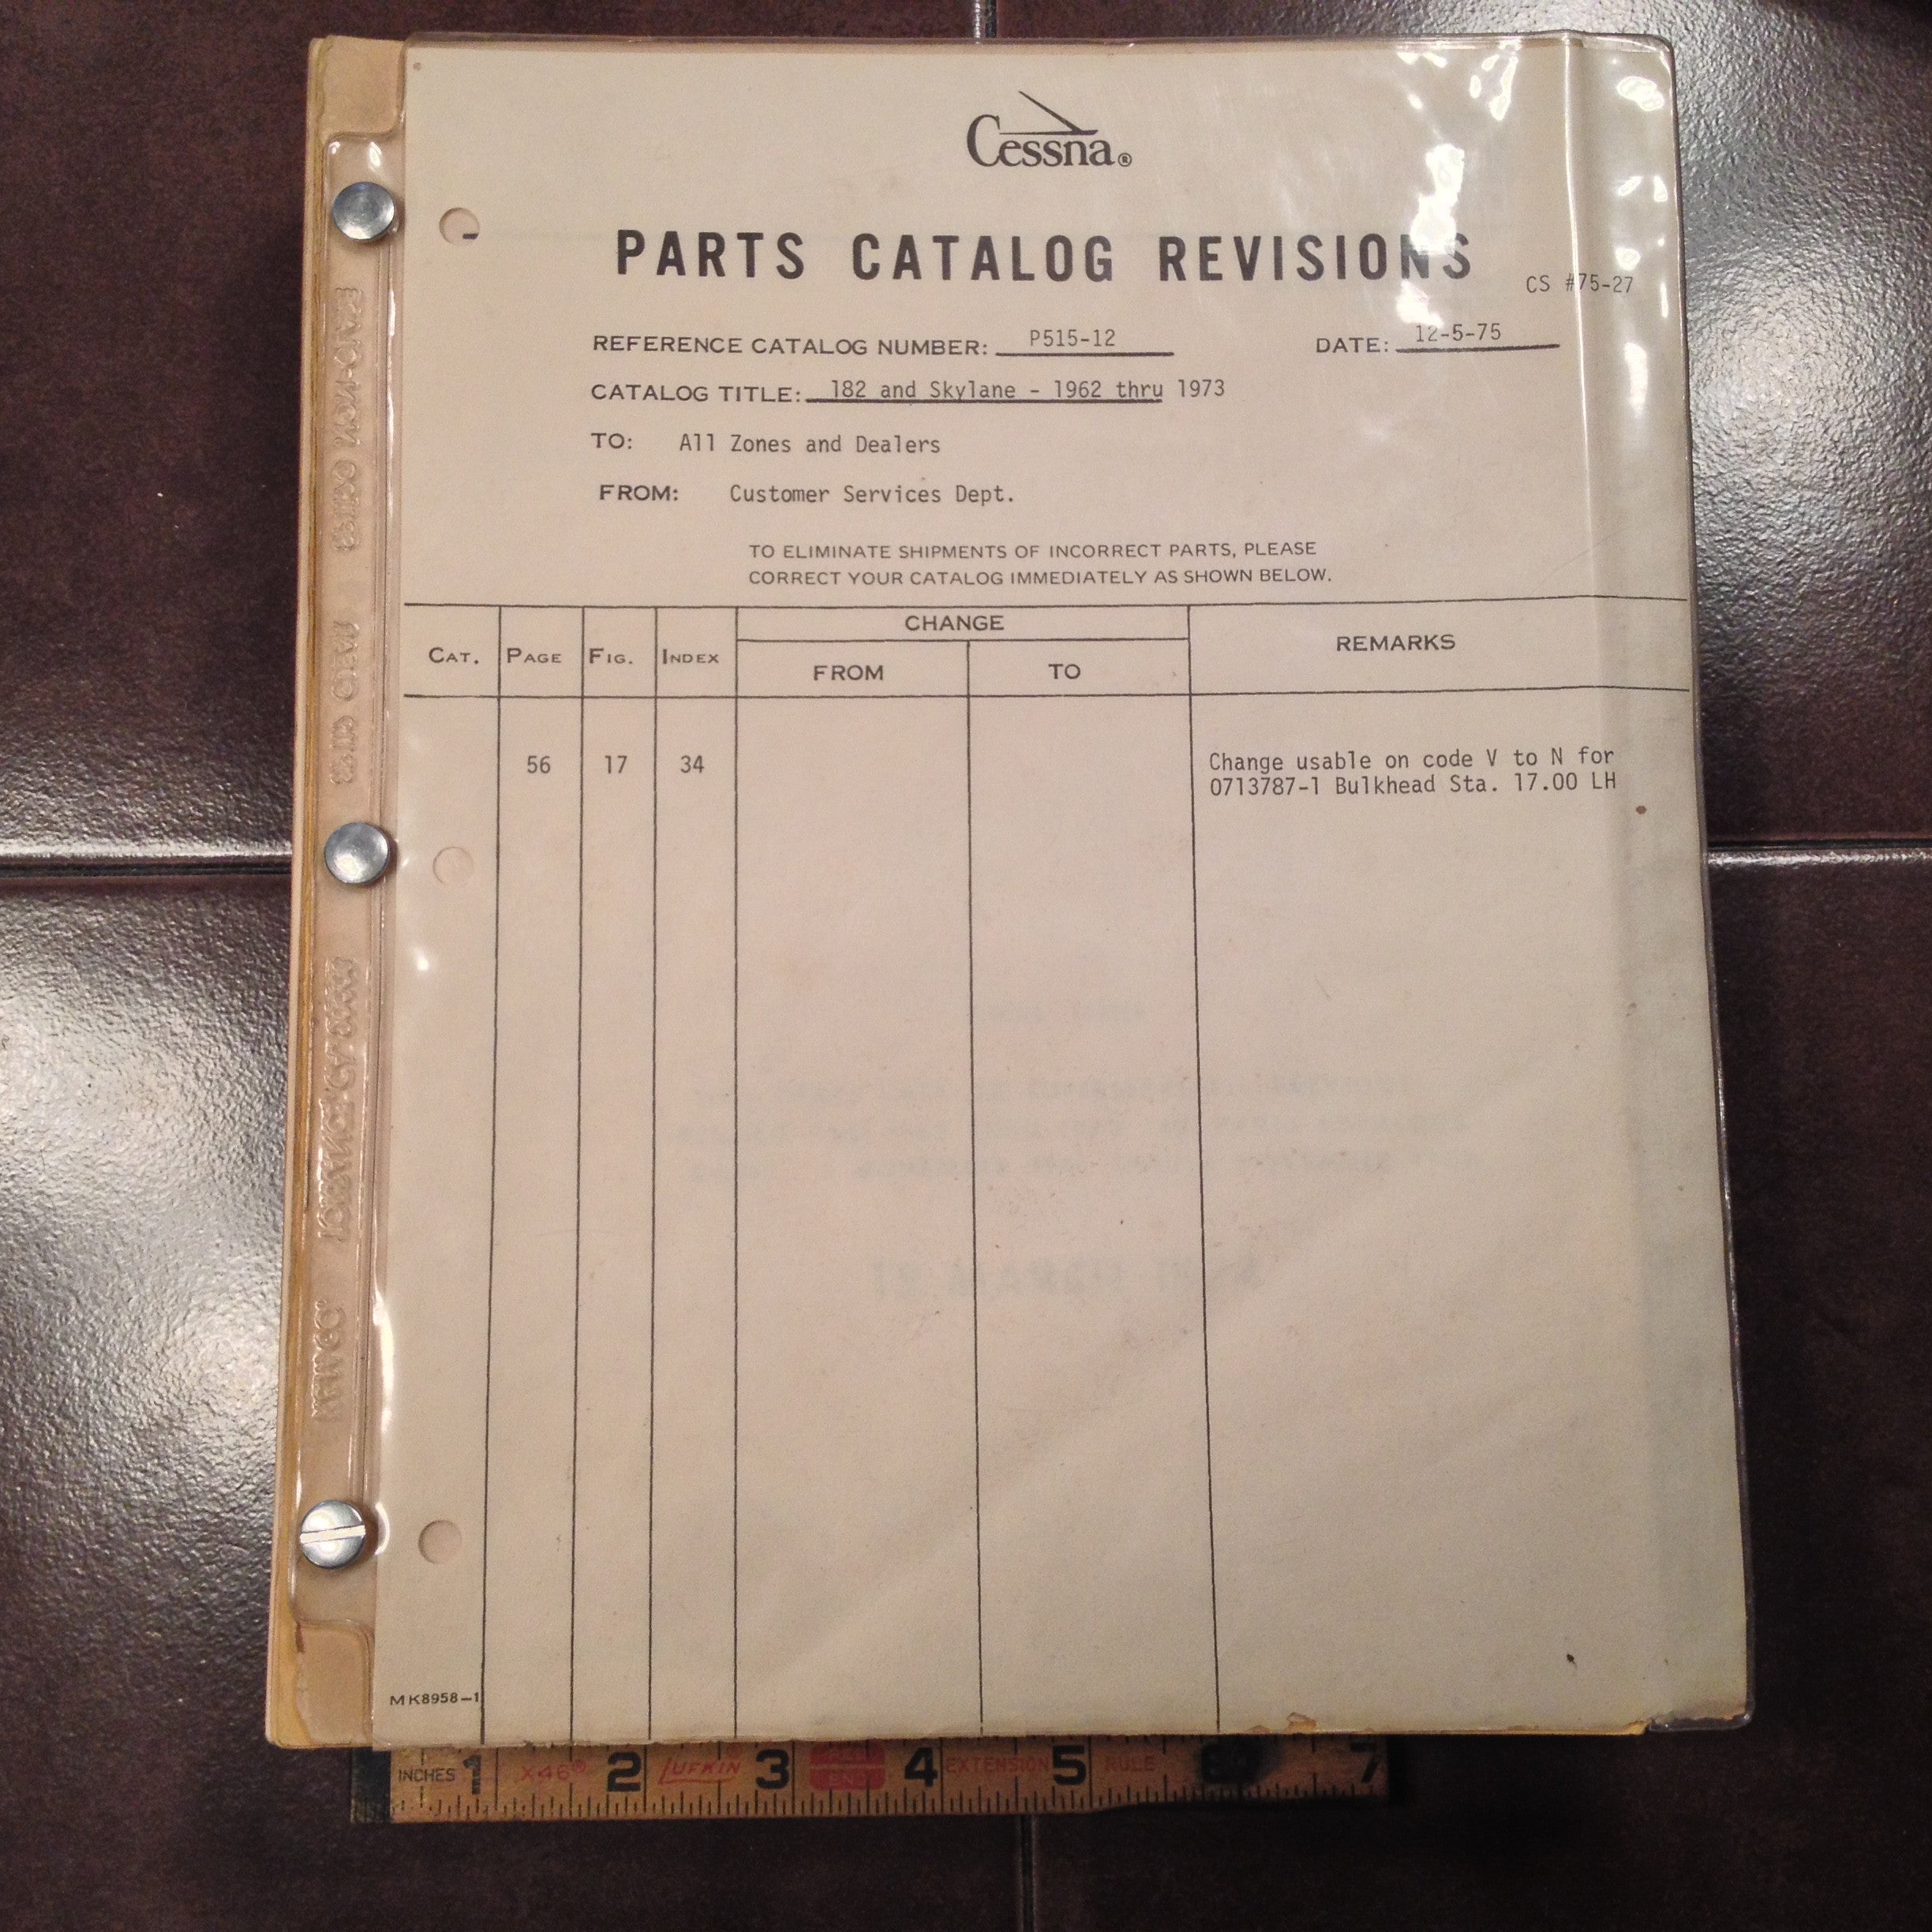 Cessna®
PARTS CATALOG REVISIONS
CS #75-27
REFERENCE CATALOG NUMBER: P515-12
DATE: 12-5-75
CATALOG TITLE: 182 and Skylane - 1962 thru 1973
TO: All Zones and Dealers
FROM: Customer Services Dept.
TO ELIMINATE SHIPMENTS OF INCORRECT PARTS, PLEASE
CORRECT YOUR CATALOG IMMEDIATELY AS SHOWN BELOW.
CAT. PAGE FIG. INDEX CHANGE REMARKS
FROM TO
56 17 34 Change usable on code V to N for
0713787-1 Bulkhead Sta. 17.00 LH
MK8958-1
INCHES 1 X46 2 LUFKIN 3 4 EXTENSION 5 RULE 7